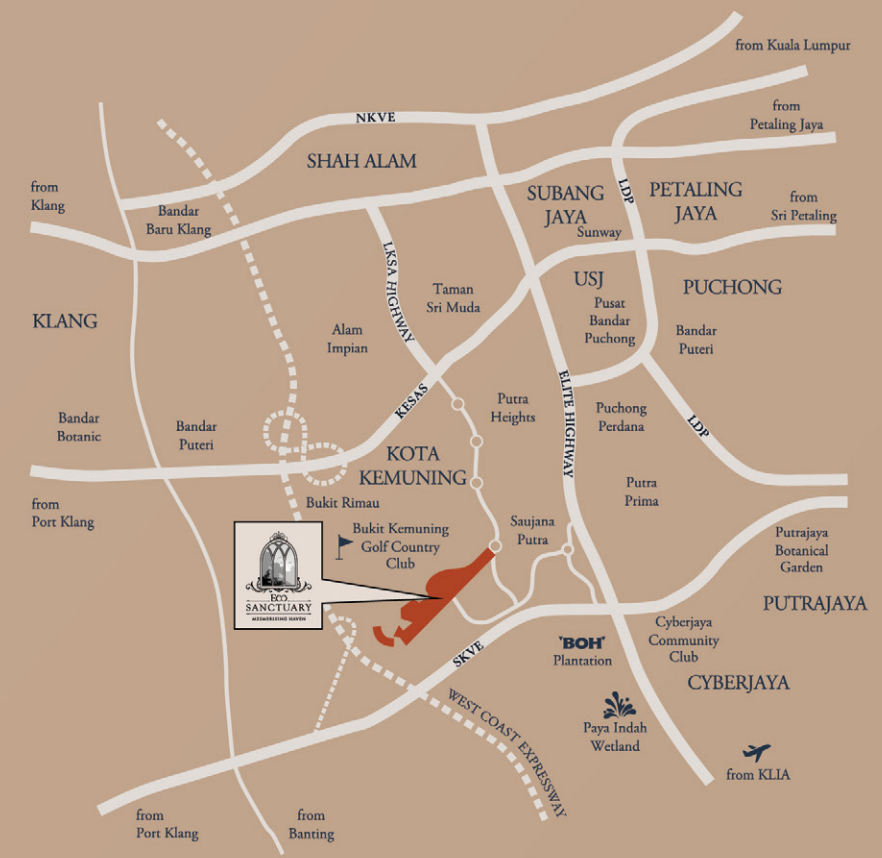 from Kuala Lumpur
NKVE
from
Petaling Jaya
SHAH ALAM
from
Klang
Bandar
Baru Klang
SUBANG
JAYA
LDP
PETALING
JAYA
from
Sri Petaling
Sunway
LKSA HIGHWAY
Taman
Sri Muda
USJ
PUCHONG
KLANG
Alam
Impian
Pusat
Bandar
Puchong
Bandar
Puteri
KESAS
ELITE HIGHWAY
Putra
Heights
Puchong
Perdana
LDP
Bandar
Botanic
Bandar
Puteri
KOTA
KEMUNING
Putra
Prima
from
Port Klang
Bukit Rimau
Bukit Kemuning
Golf Country
Club
Saujana
Putra
Putrajaya
Botanical
Garden
ECO
SANCTUARY
MESMERISING HAVEN
PUTRAJAYA
SKVE
"BOH"
Plantation
Cyberjaya
Community
Club
CYBERJAYA
WEST COAST EXPRESSWAY
Paya Indah
Wetland
from KLIA
from
Port Klang
from
Banting